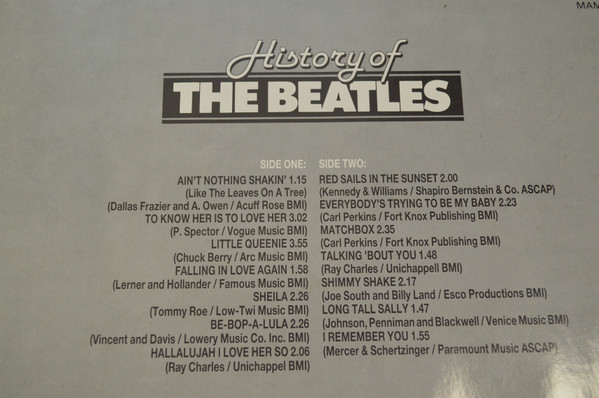 MAM
History of
THE BEATLES
SIDE ONE:
AIN'T NOTHING SHAKIN' 1.15
(Like The Leaves On A Tree)
(Dallas Frazier and A. Owen / Acuff Rose BMI)
TO KNOW HER IS TO LOVE HER 3.02
(P. Spector / Vogue Music BMI)
LITTLE QUEENIE 3.55
(Chuck Berry / Arc Music BMI)
FALLING IN LOVE AGAIN 1.58
(Lerner and Hollander / Famous Music BMI)
SHEILA 2.26
(Tommy Roe / Low-Twi Music BMI)
BE-BOP-A-LULA 2.26
(Vincent and Davis / Lowery Music Co. Inc. BMI)
HALLALUJAH I LOVE HER SO 2.06
(Ray Charles / Unichappel BMI)
SIDE TWO:
RED SAILS IN THE SUNSET 2.00
(Kennedy & Williams / Shapiro Bernstein & Co. ASCAP)
EVERYBODY'S TRYING TO BE MY BABY 2.23
(Carl Perkins / Fort Knox Publishing BMI)
MATCHBOX 2.35
(Carl Perkins / Fort Knox Publishing BMI)
TALKING 'BOUT YOU 1.48
(Ray Charles / Unichappell BMI)
SHIMMY SHAKE 2.17
(Joe South and Billy Land / Esco Productions BMI)
LONG TALL SALLY 1.47
(Johnson, Penniman and Blackwell / Venice Music BMI)
I REMEMBER YOU 1.55
(Mercer & Schertzinger / Paramount Music ASCAP)